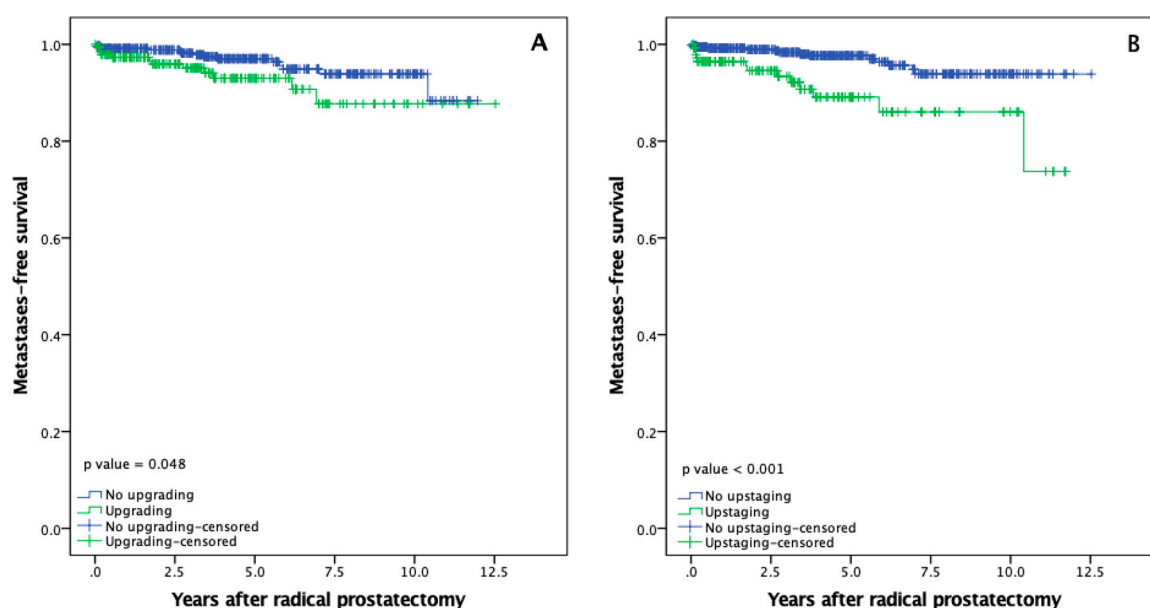 A
Metastases-free survival
1.0
0.8
0.6
0.4
0.2
0.0
p value = 0.048
No upgrading
Upgrading
No upgrading-censored
Upgrading-censored
.0 2.5 5.0 7.5 10.0 12.5
Years after radical prostatectomy
B
Metastases-free survival
1.0
0.8
0.6
0.4
0.2
0.0
p value < 0.001
No upstaging
Upstaging
No upstaging-censored
Upstaging-censored
.0 2.5 5.0 7.5 10.0 12.5
Years after radical prostatectomy